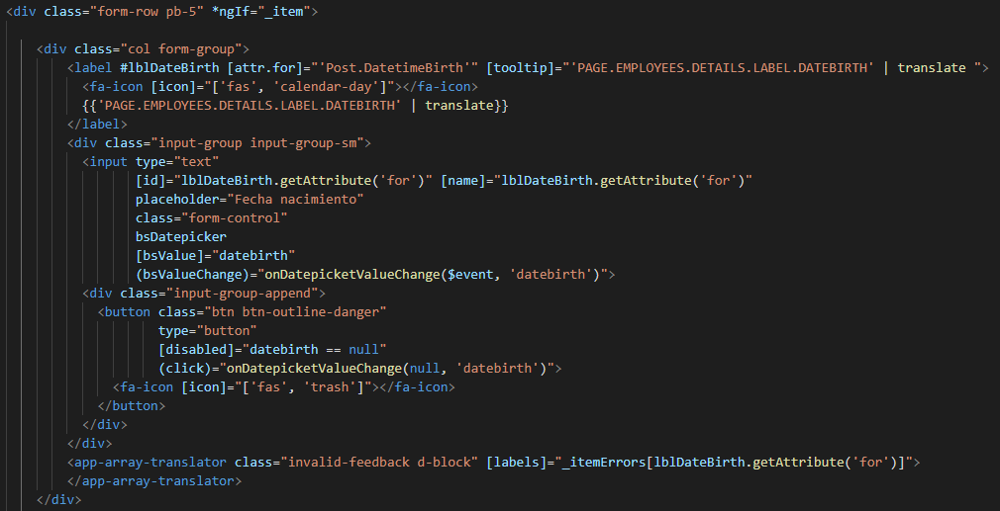 <div class="form-row pb-5" *ngIf="_item">
<div class="col form-group">
<label #lblDateBirth [attr.for]="'Post.DatetimeBirth'" [tooltip]="'PAGE.EMPLOYEES.DETAILS.LABEL.DATEBIRTH' | translate ">
<fa-icon [icon]="['fas', 'calendar-day']"></fa-icon>
{{'PAGE.EMPLOYEES.DETAILS.LABEL.DATEBIRTH' | translate}}
</label>
<div class="input-group input-group-sm">
<input type="text"
[id]="lblDateBirth.getAttribute('for')" [name]="lblDateBirth.getAttribute('for')"
placeholder="Fecha nacimiento"
class="form-control"
bsDatepicker
[bsValue]="datebirth"
(bsValueChange)="onDatepicketValueChange($event, 'datebirth')">
<div class="input-group-append">
<button class="btn btn-outline-danger"
type="button"
[disabled]="datebirth == null"
(click)="onDatepicketValueChange(null, 'datebirth')">
<fa-icon [icon]="['fas', 'trash']"></fa-icon>
</button>
</div>
</div>
<app-array-translator class="invalid-feedback d-block" [labels]="_itemErrors[lblDateBirth.getAttribute('for')]">
</app-array-translator>
</div>